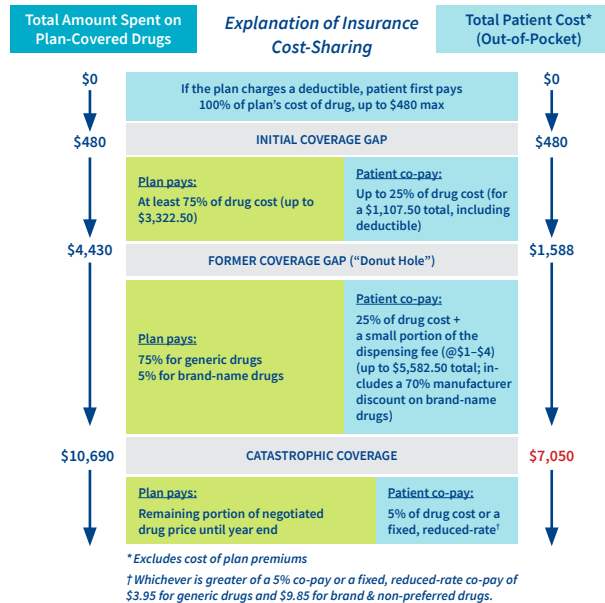 Total Amount Spent on
Plan-Covered Drugs
Explanation of Insurance
Cost-Sharing
Total Patient Cost*
(Out-of-Pocket)
$0
If the plan charges a deductible, patient first pays
100% of plan's cost of drug, up to $480 max
$0
$480
INITIAL COVERAGE GAP
$480
Plan pays:
At least 75% of drug cost (up to
$3,322.50)
Patient co-pay:
Up to 25% of drug cost (for
a $1,107.50 total, including
deductible)
$4,430
FORMER COVERAGE GAP ("Donut Hole")
$1,588
Plan pays:
75% for generic drugs
5% for brand-name drugs
Patient co-pay:
25% of drug cost +
a small portion of the
dispensing fee (@$1–$4)
(up to $5,582.50 total; in-
cludes a 70% manufacturer
discount on brand-name
drugs)
$10,690
CATASTROPHIC COVERAGE
$7,050
Plan pays:
Remaining portion of negotiated
drug price until year end
Patient co-pay:
5% of drug cost or a
fixed, reduced-rate†
* Excludes cost of plan premiums
† Whichever is greater of a 5% co-pay or a fixed, reduced-rate co-pay of
$3.95 for generic drugs and $9.85 for brand & non-preferred drugs.